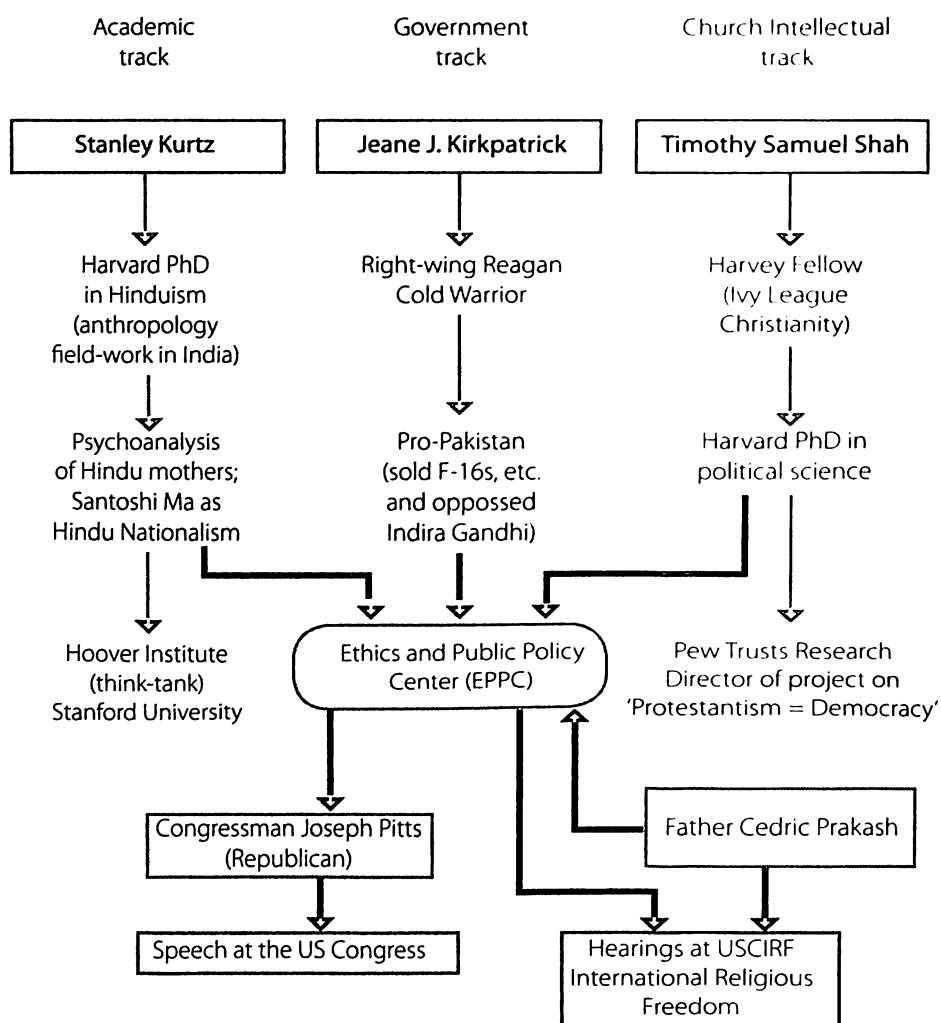 Academic
track
Government
track
Church Intellectual
track
Stanley Kurtz
Jeane J. Kirkpatrick
Timothy Samuel Shah
Harvard PhD
in Hinduism
(anthropology
field-work in India)
Right-wing Reagan
Cold Warrior
Harvey Fellow
(Ivy League
Christianity)
Psychoanalysis
of Hindu mothers;
Santoshi Ma as
Hindu Nationalism
Pro-Pakistan
(sold F-16s, etc.
and oppossed
Indira Gandhi)
Harvard PhD in
political science
Hoover Institute
(think-tank)
Stanford University
Ethics and Public Policy
Center (EPPC)
Pew Trusts Research
Director of project on
'Protestantism = Democracy'
Congressman Joseph Pitts
(Republican)
Father Cedric Prakash
Speech at the US Congress
Hearings at USCIRF
International Religious
Freedom